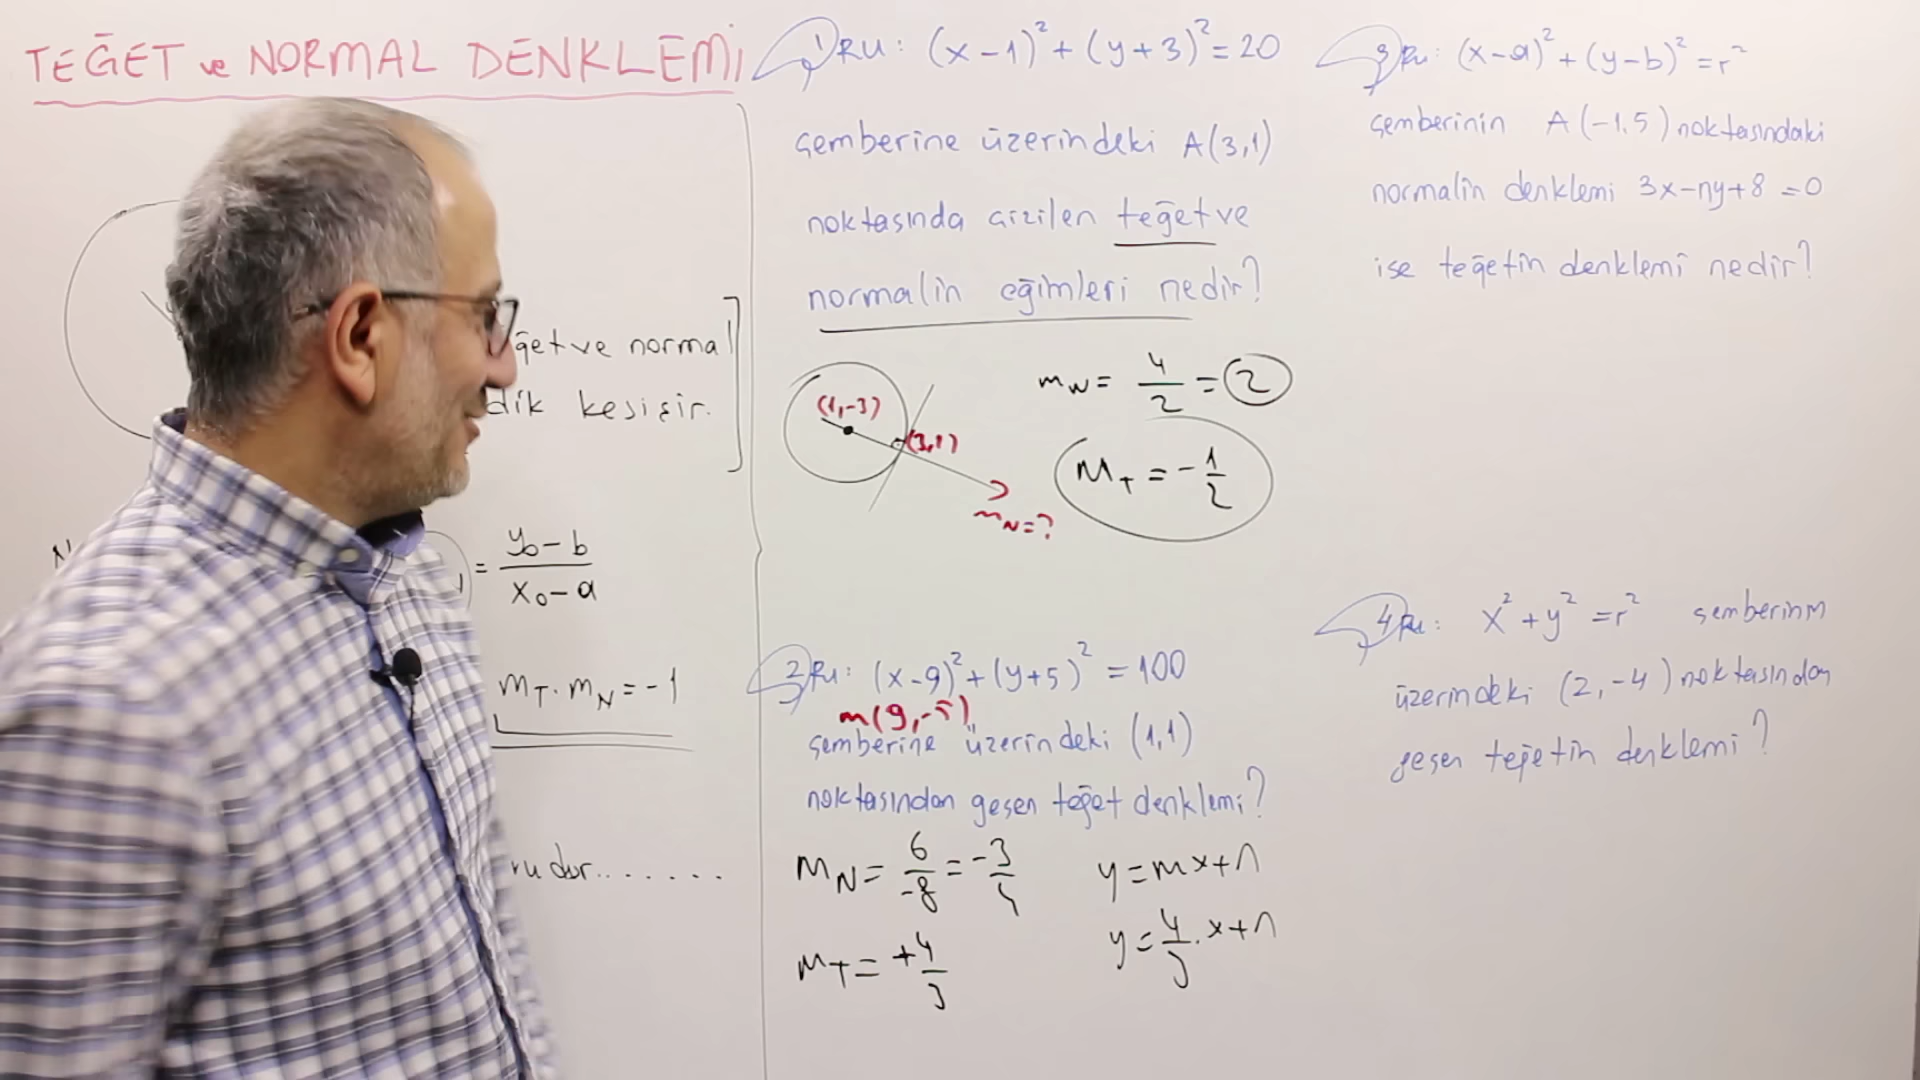 TEĞET ve NORMAL DENKLEMİ
ğet ve normal
dik kesişir.
N
= y₀ - b / x₀ - a
m_T . m_N = -1
rudur.......
1) RU: (x-1)² + (y+3)² = 20
çemberine üzerindeki A(3,1)
noktasında çizilen teğet ve
normalin eğimleri nedir?
(1,-3)
(3,1)
m_N = ?
m_N = 4/2 = 2
M_T = -1/2
2) RU: (x-9)² + (y+5)² = 100
m(9,-5)
çemberine üzerindeki (1,1)
noktasından geçen teğet denklemi?
M_N = 6/-8 = -3/4
M_T = +4/3
y = mx+n
y = 4/3 . x+n
3) RU: (x-a)² + (y-b)² = r²
çemberinin A(-1,5) noktasındaki
normalin denklemi 3x-ny+8=0
ise teğetin denklemi nedir?
4) RU: x² + y² = r² çemberinin
üzerindeki (2,-4) noktasından
geçen teğetin denklemi?